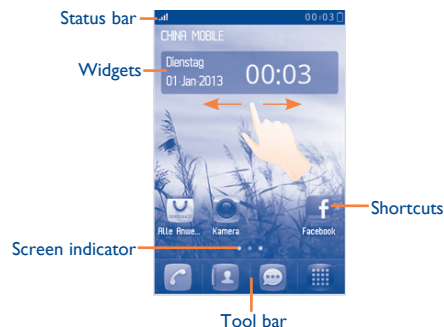 Status bar
00:03
CHINA MOBILE
Widgets
Dienstag
01 Jan 2013
00:03
Shortcuts
Alle Anwe...
Kamera
Facebook
Screen indicator
Tool bar